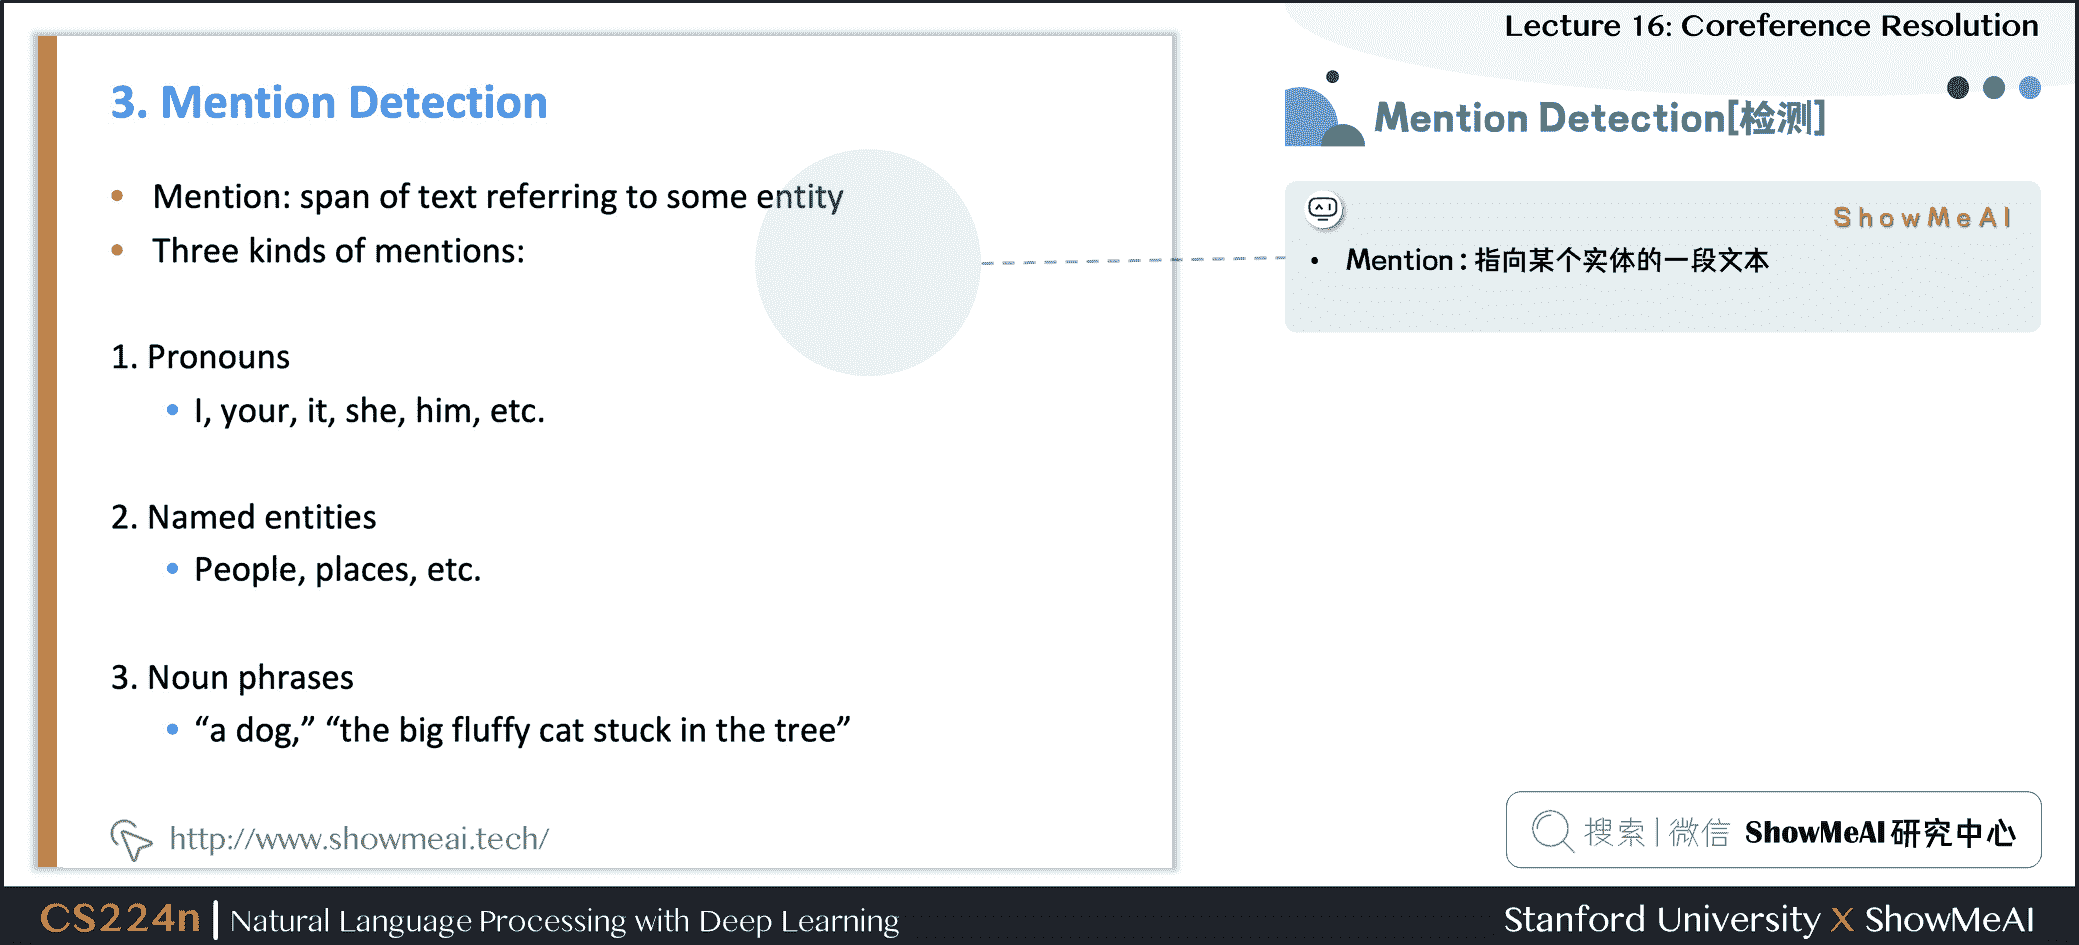 Lecture 16: Coreference Resolution
3. Mention Detection
• Mention: span of text referring to some entity
• Three kinds of mentions:
1. Pronouns
• I, your, it, she, him, etc.
2. Named entities
• People, places, etc.
3. Noun phrases
• “a dog,” “the big fluffy cat stuck in the tree”
http://www.showmeai.tech/
Mention Detection[检测]
ShowMeAI
• Mention：指向某个实体的一段文本
搜索|微信 ShowMeAI 研究中心
CS224n | Natural Language Processing with Deep Learning
Stanford University X ShowMeAI